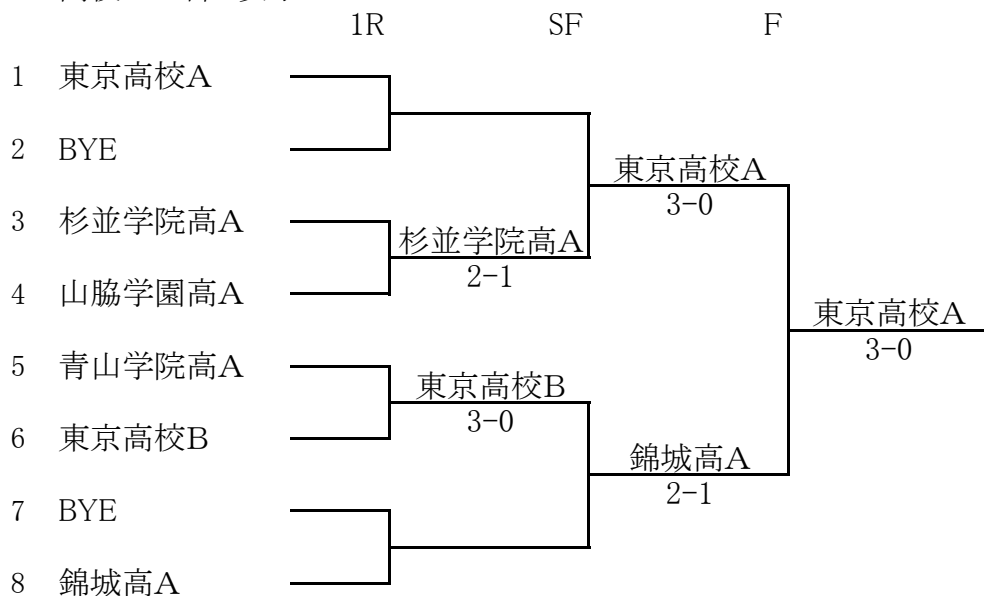 1R SF F
1 東京高校A
2 BYE
東京高校A
3-0
3 杉並学院高A
杉並学院高A
2-1
4 山脇学園高A
東京高校A
3-0
5 青山学院高A
東京高校B
3-0
6 東京高校B
錦城高A
2-1
7 BYE
8 錦城高A